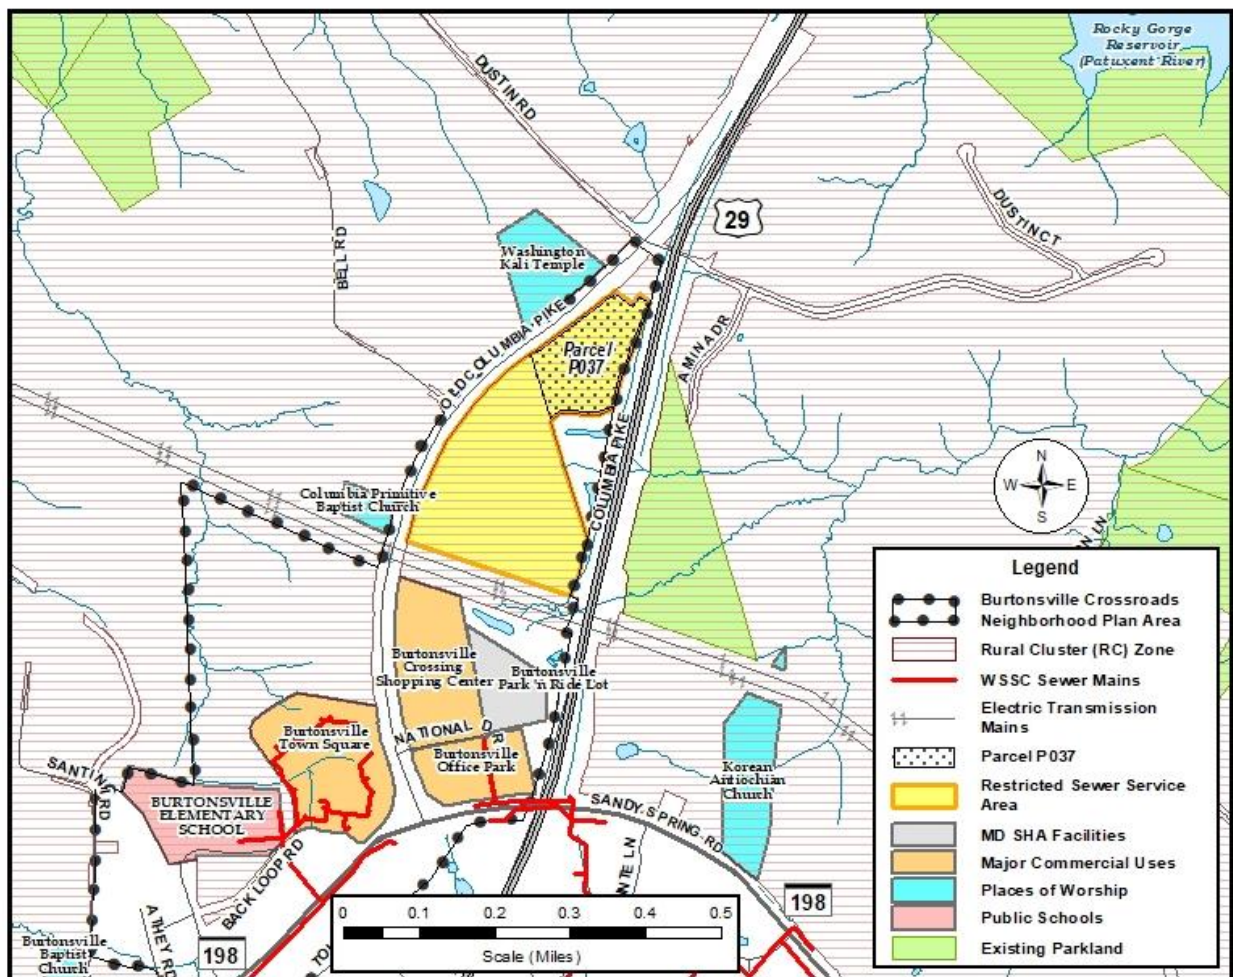 Rocky Gorge
Reservoir
(Patuxent River)
DUSTIN RD
29
DUSTIN CT
BELL RD
Washington
Kali Temple
OLD COLUMBIA PIKE
Parcel
P037
AMINA DR
COLUMBIA PIKE
N
W
E
S
Columbia Primitive
Baptist Church
Burtonsville
Crossing
Shopping Center
Burtonsville
Park 'n Ride Lot
NATIONAL DR
Burtonsville
Town Square
Burtonsville
Office Park
Korean
Antiochian
Church
SANTINI RD
BURTONSVILLE
ELEMENTARY
SCHOOL
SANDY SPRING RD
BACK LOOP RD
ATHEY RD
198
198
Burtonsville
Baptist
Church
0 0.1 0.2 0.3 0.4 0.5
Scale (Miles)
Legend
Burtonsville Crossroads
Neighborhood Plan Area
Rural Cluster (RC) Zone
WSSC Sewer Mains
Electric Transmission
Mains
Parcel P037
Restricted Sewer Service
Area
MD SHA Facilities
Major Commercial Uses
Places of Worship
Public Schools
Existing Parkland